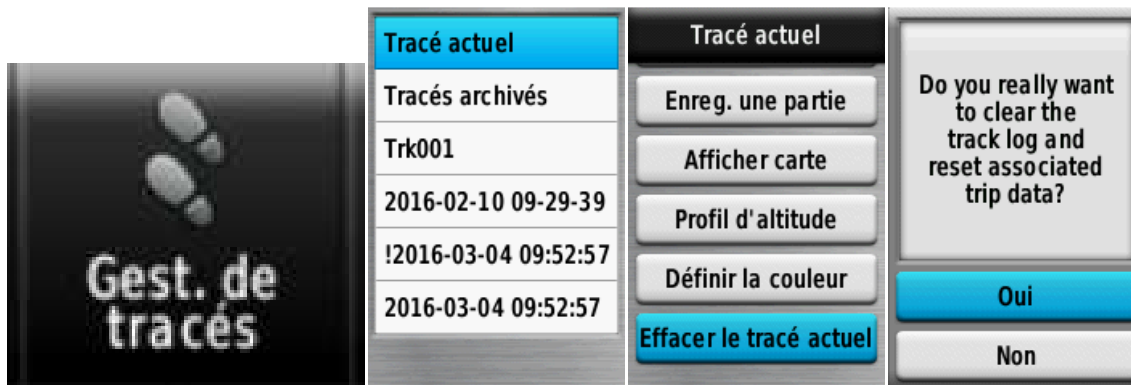 Gest. de
tracés
Tracé actuel
Tracés archivés
Trk001
2016-02-10 09-29-39
!2016-03-04 09:52:57
2016-03-04 09:52:57
Tracé actuel
Enreg. une partie
Afficher carte
Profil d'altitude
Définir la couleur
Effacer le tracé actuel
Do you really want
to clear the
track log and
reset associated
trip data?
Oui
Non